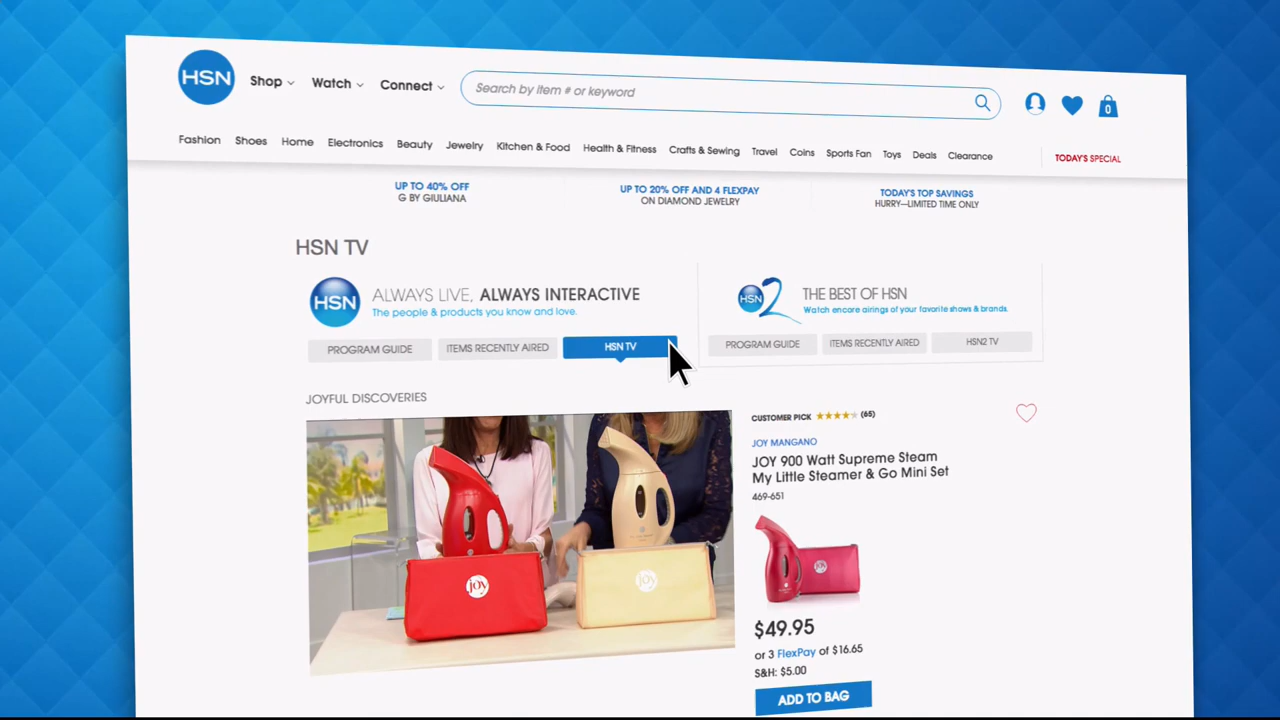 HSN
Shop
Watch
Connect
Search by item # or keyword
0
Fashion
Shoes
Home
Electronics
Beauty
Jewelry
Kitchen & Food
Health & Fitness
Crafts & Sewing
Travel
Coins
Sports Fan
Toys
Deals
Clearance
TODAY'S SPECIAL
UP TO 40% OFF
G BY GIULIANA
UP TO 20% OFF AND 4 FLEXPAY
ON DIAMOND JEWELRY
TODAY'S TOP SAVINGS
HURRY—LIMITED TIME ONLY
HSN TV
HSN
ALWAYS LIVE, ALWAYS INTERACTIVE
The people & products you know and love.
PROGRAM GUIDE
ITEMS RECENTLY AIRED
HSN TV
HSN2
THE BEST OF HSN
Watch encore airings of your favorite shows & brands.
PROGRAM GUIDE
ITEMS RECENTLY AIRED
HSN2 TV
JOYFUL DISCOVERIES
joy
joy
CUSTOMER PICK
(65)
JOY MANGANO
JOY 900 Watt Supreme Steam
My Little Steamer & Go Mini Set
469-651
joy
$49.95
or 3 FlexPay of $16.65
S&H: $5.00
ADD TO BAG